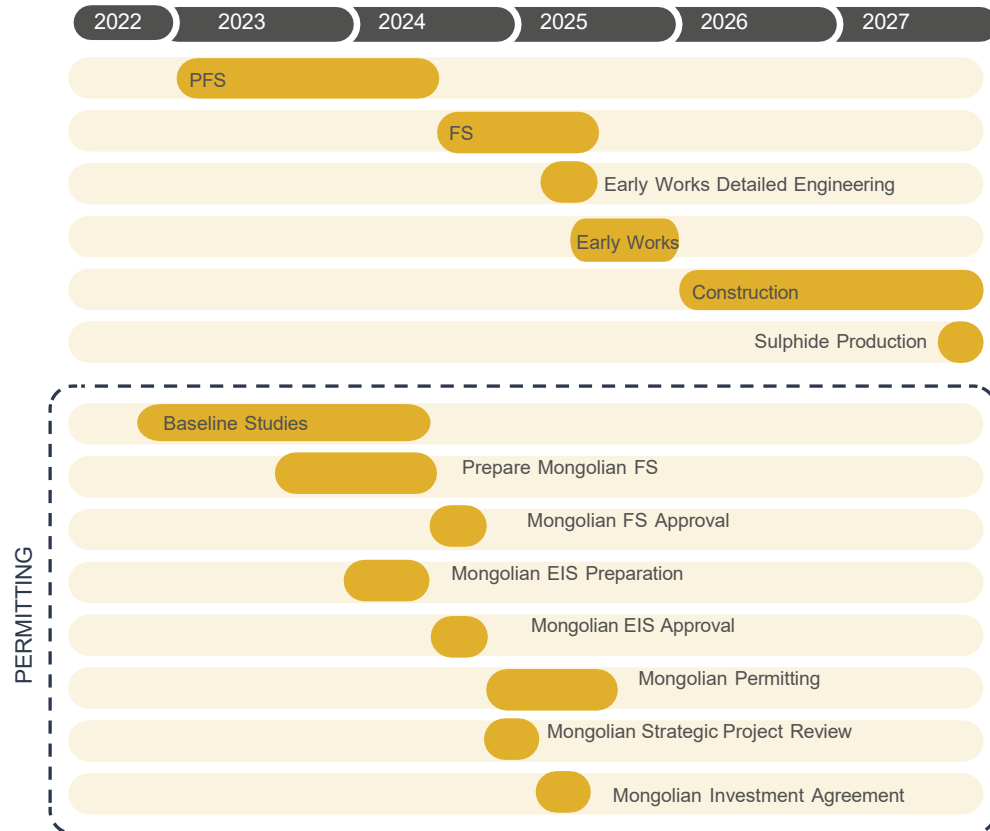 2022 2023 2024 2025 2026 2027
PFS
FS
Early Works Detailed Engineering
Early Works
Construction
Sulphide Production
PERMITTING
Baseline Studies
Prepare Mongolian FS
Mongolian FS Approval
Mongolian EIS Preparation
Mongolian EIS Approval
Mongolian Permitting
Mongolian Strategic Project Review
Mongolian Investment Agreement